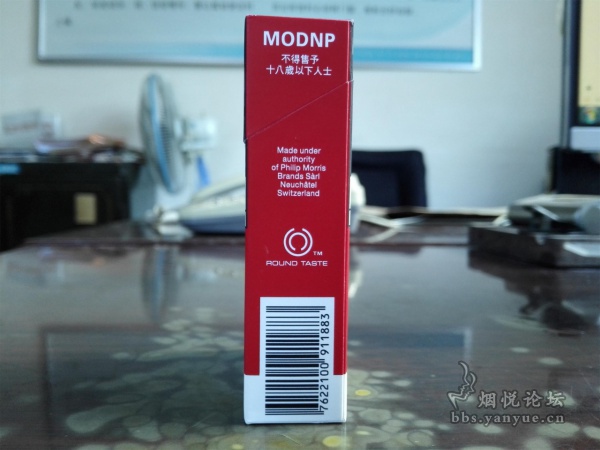 MODNP
不得售予
十八歲以下人士
Made under
authority
of Philip Morris
Brands Sàrl
Neuchâtel
Switzerland
TM
ROUND TASTE
7622100 911883
烟悦论坛
bbs.yanyue.cn